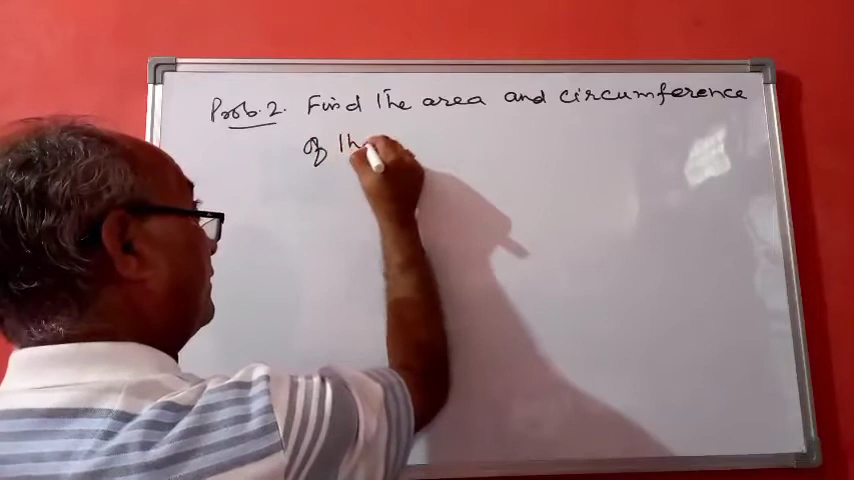 Prob. 2. Find The area and circumference
of th